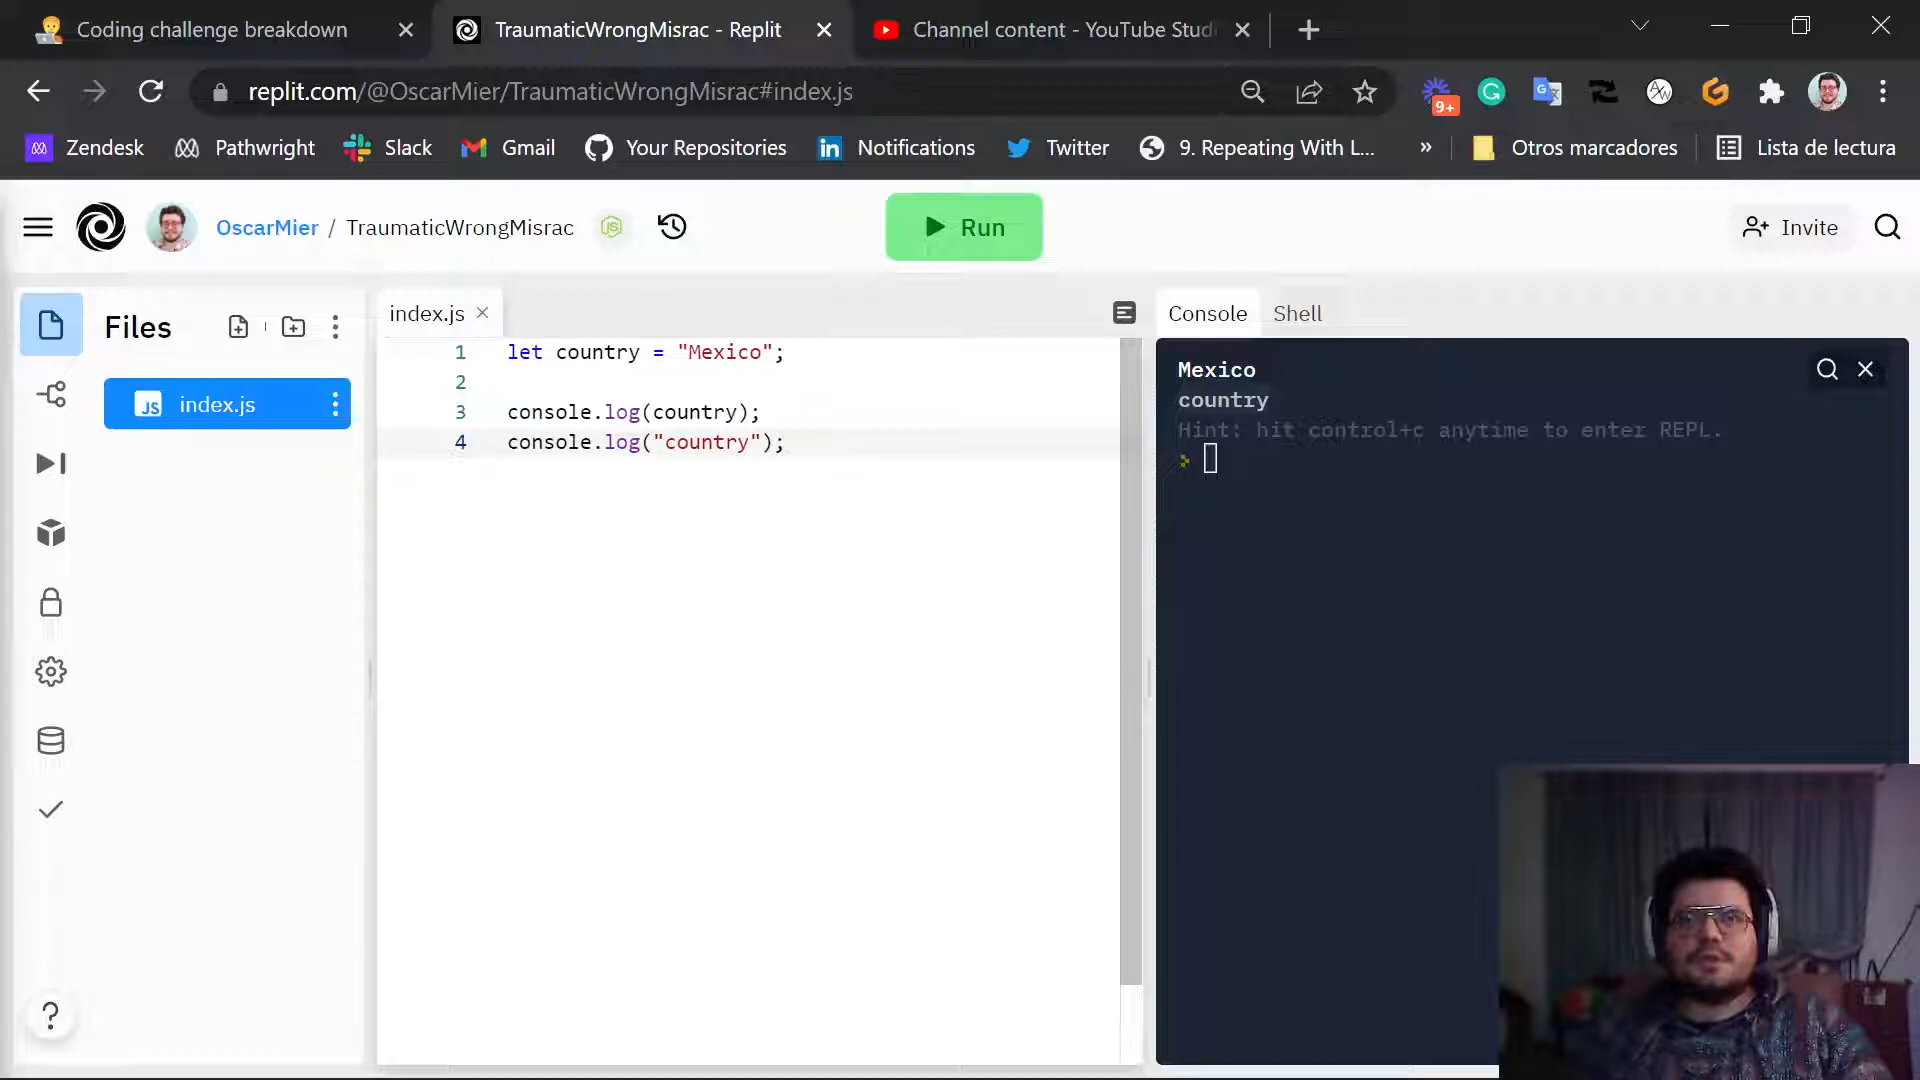 Coding challenge breakdown
TraumaticWrongMisrac - Replit
Channel content - YouTube Stud
replit.com/@OscarMier/TraumaticWrongMisrac#index.js
9+
Zendesk
Pathwright
Slack
Gmail
Your Repositories
Notifications
Twitter
9. Repeating With L...
»
Otros marcadores
Lista de lectura
OscarMier / TraumaticWrongMisrac
Run
Invite
Files
index.js
index.js
1 let country = "Mexico";
2
3 console.log(country);
4 console.log("country");
Console
Shell
Mexico
country
Hint: hit control+c anytime to enter REPL.